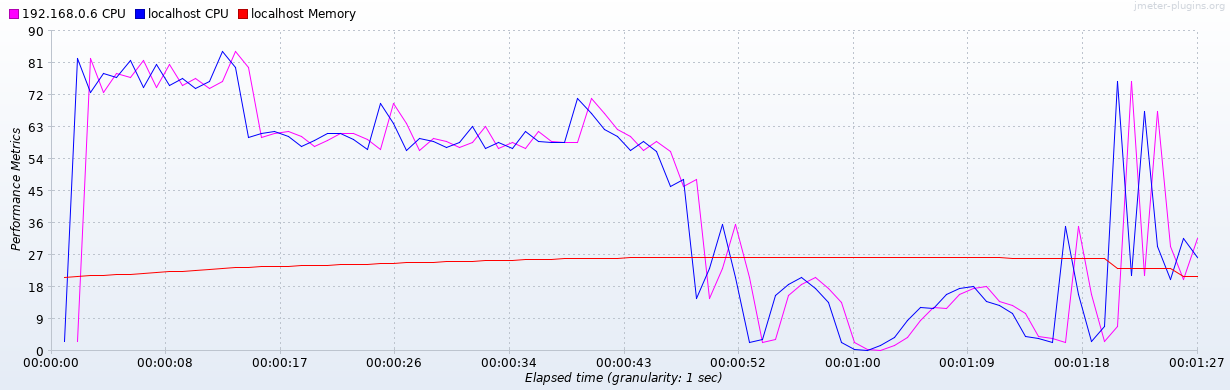 192.168.0.6 CPU localhost CPU localhost Memory
jmeter-plugins.org
90
81
72
63
54
45
36
27
18
9
0
Performance Metrics
00:00:00 00:00:08 00:00:17 00:00:26 00:00:34 00:00:43 00:00:52 00:01:00 00:01:09 00:01:18 00:01:27
Elapsed time (granularity: 1 sec)